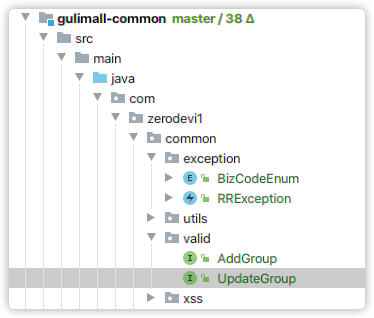 gulimall-common master / 38 Δ
src
main
java
com
zerodevi1
common
exception
E BizCodeEnum
RRException
utils
valid
I AddGroup
I UpdateGroup
xss